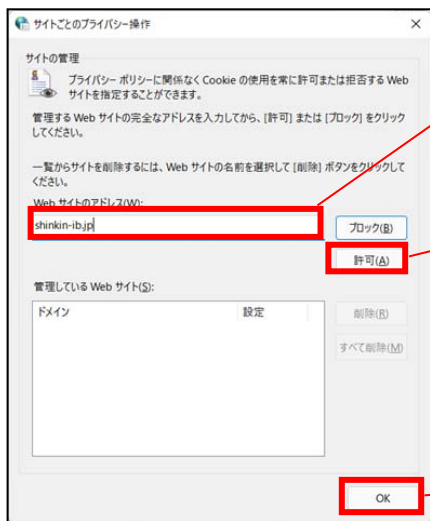 サイトごとのプライバシー操作
サイトの管理
プライバシー ポリシーに関係なく Cookie の使用を常に許可または拒否する Web
サイトを指定することができます。
管理する Web サイトの完全なアドレスを入力してから、[許可] または [ブロック] をクリック
してください。
一覧からサイトを削除するには、Web サイトの名前を選択して [削除] ボタンをクリックして
ください。
Web サイトのアドレス(W):
shinkin-ib.jp
ブロック(B)
許可(A)
管理している Web サイト(S):
ドメイン 設定
削除(R)
すべて削除(M)
OK